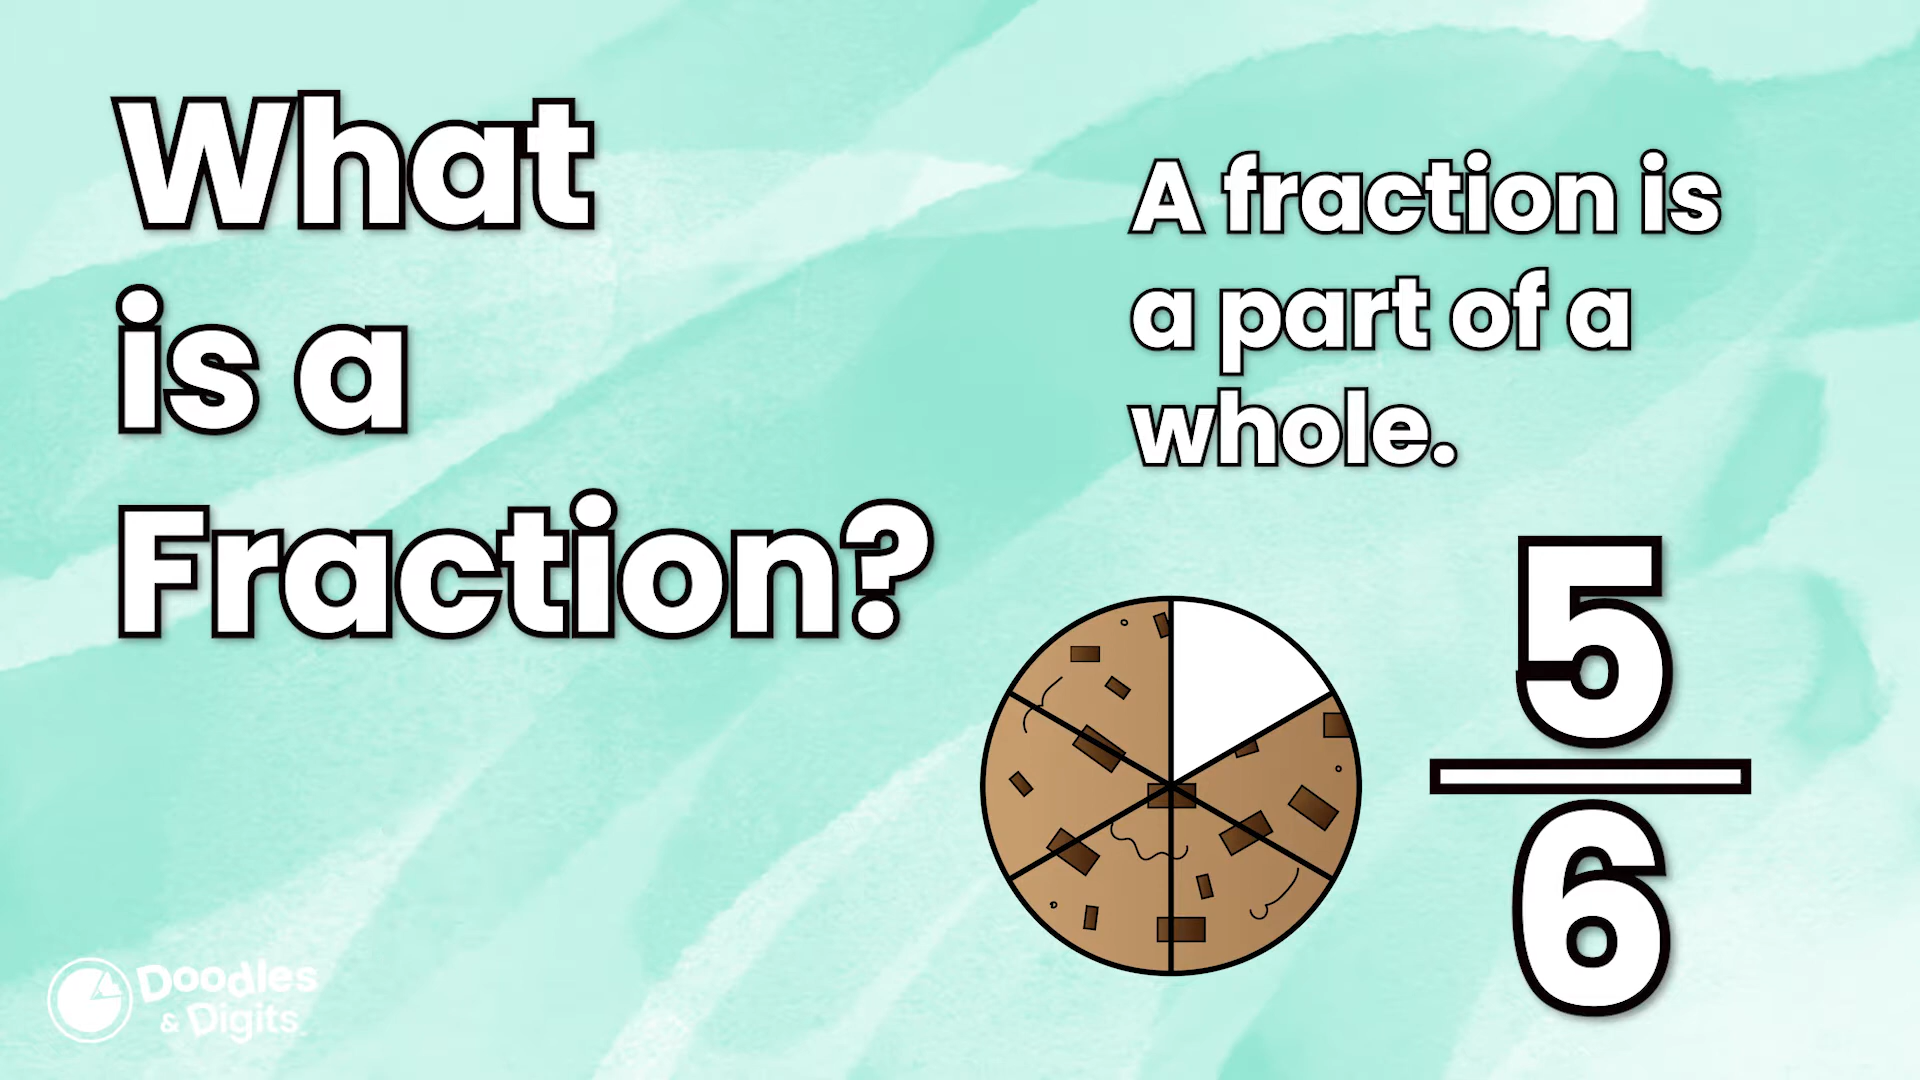 What
is a
Fraction?
A fraction is
a part of a
whole.
5
6
Doodles
& Digits